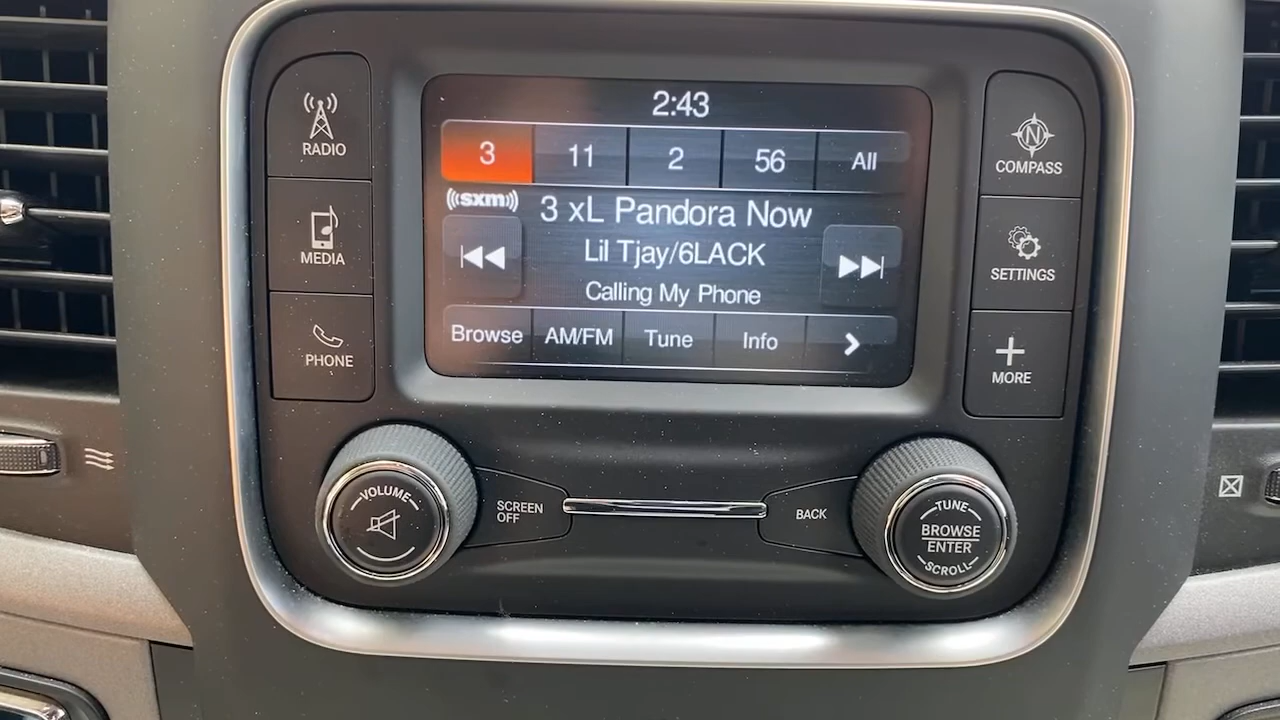 2:43
3
11
2
56
All
((sxm))
3 xL Pandora Now
Lil Tjay/6LACK
Calling My Phone
Browse
AM/FM
Tune
Info
RADIO
MEDIA
PHONE
N
COMPASS
SETTINGS
MORE
VOLUME
SCREEN
OFF
BACK
TUNE
BROWSE
ENTER
SCROLL